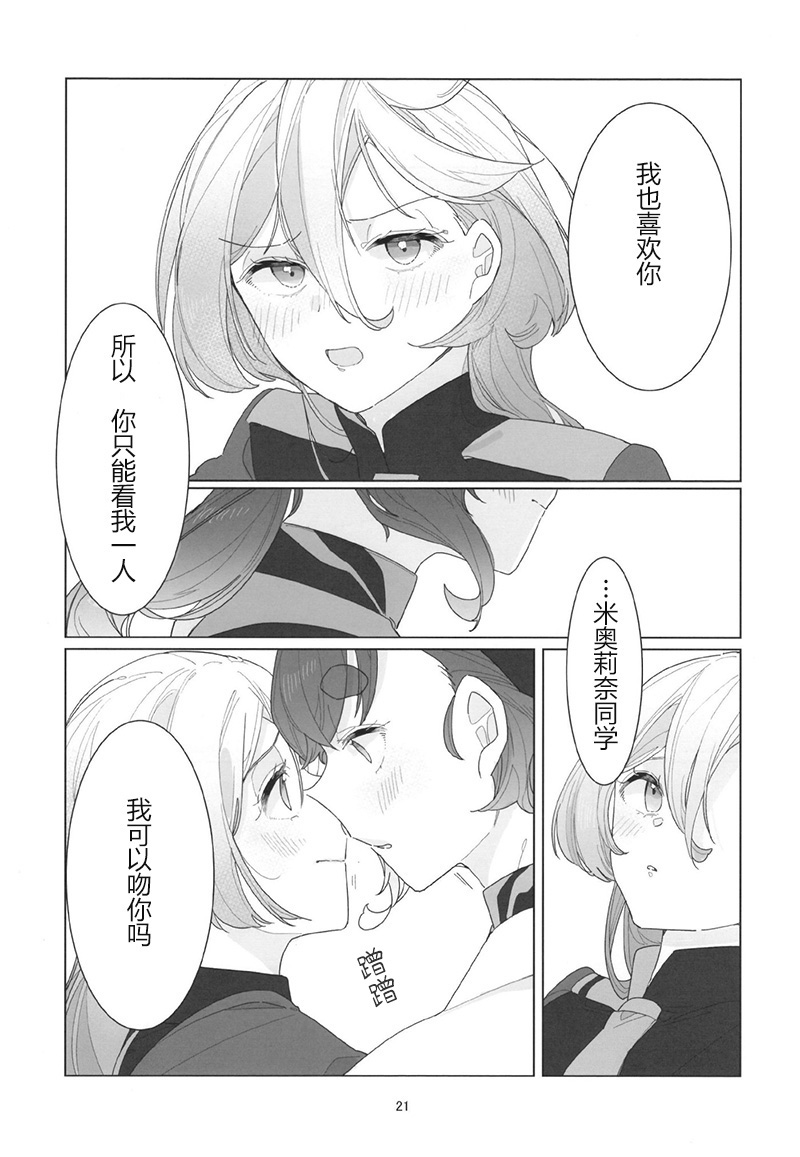 我也喜欢你
所以 你只能看我一人
…米奥莉奈同学
我可以吻你吗
蹭蹭
21